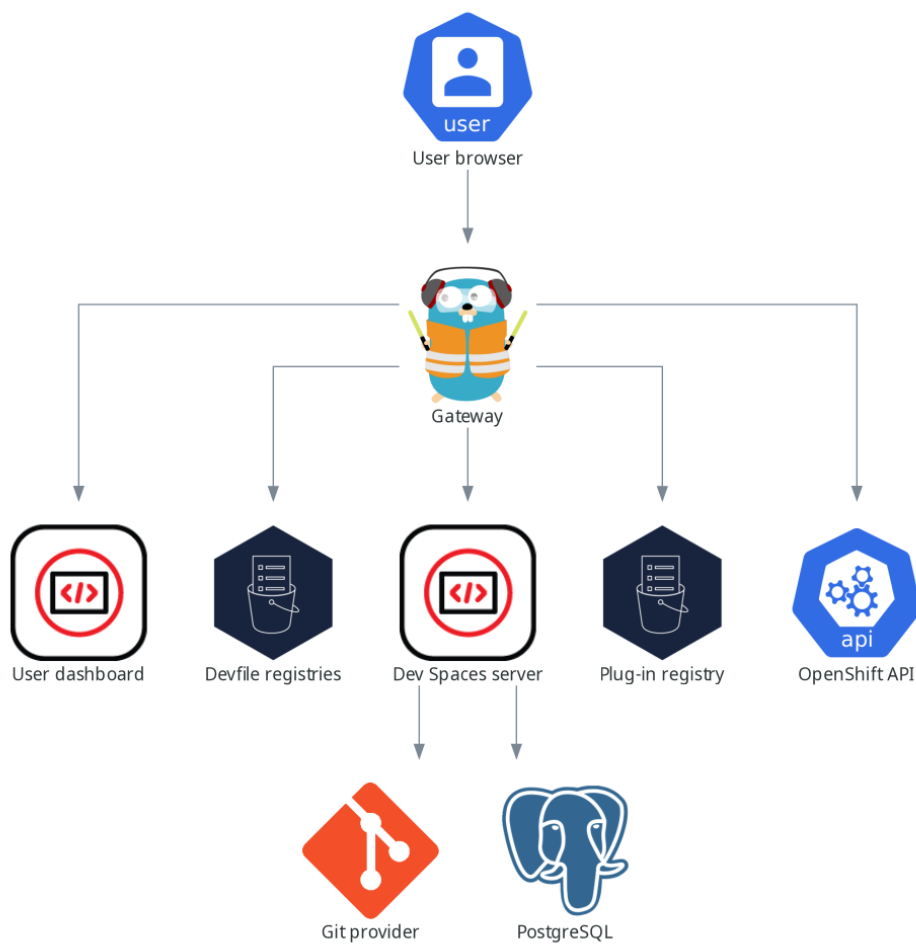 user
User browser
Gateway
User dashboard
Devfile registries
Dev Spaces server
Plug-in registry
api
OpenShift API
Git provider
PostgreSQL